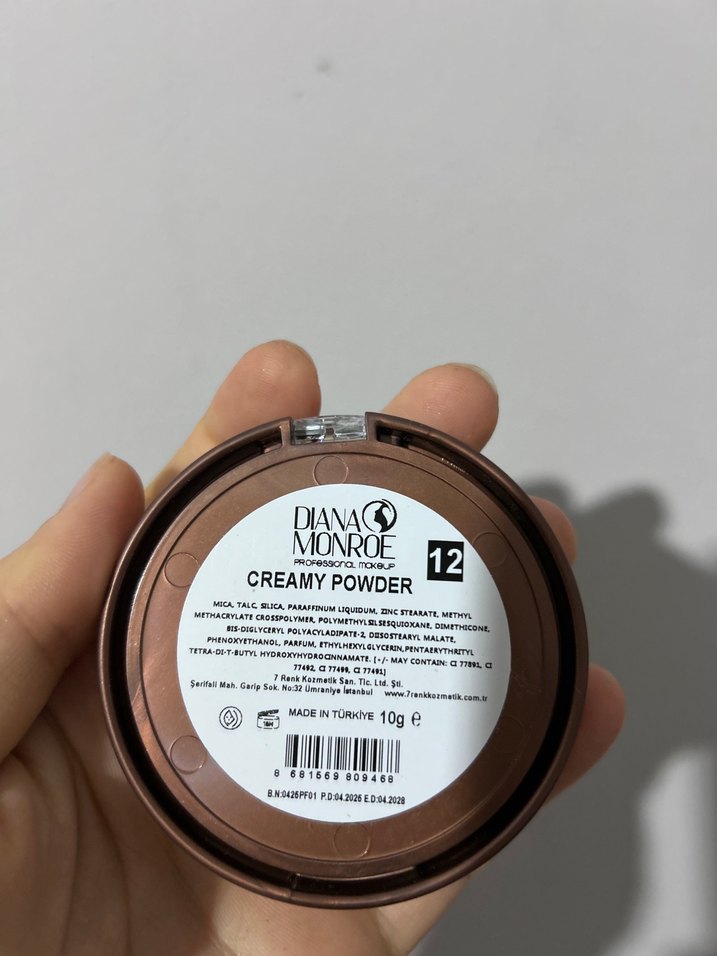 DIANA
MONROE
PROFESSIONAL MAKEUP
12
CREAMY POWDER
MICA, TALC, SILICA, PARAFFINUM LIQUIDUM, ZINC STEARATE, METHYL
METHACRYLATE CROSSPOLYMER, POLYMETHYLSILSESQUIOXANE, DIMETHICONE,
BIS-DIGLYCERYL POLYACYLADIPATE-2, DIISOSTEARYL MALATE,
PHENOXYETHANOL, PARFUM, ETHYLHEXYLGLYCERIN,PENTAERYTHRITYL
TETRA-DI-T-BUTYL HYDROXYHYDROCINNAMATE. [+/- MAY CONTAIN: CI 77891, CI
77492, CI 77499, CI 77491]
7 Renk Kozmetik San. Tic. Ltd. Şti.
Şerifali Mah. Garip Sok. No:32 Ümraniye İstanbul www.7renkkozmetik.com.tr
18M
MADE IN TÜRKİYE 10g e
8 681569 809468
B.N:0425PF01 P.D:04.2025 E.D:04.2028